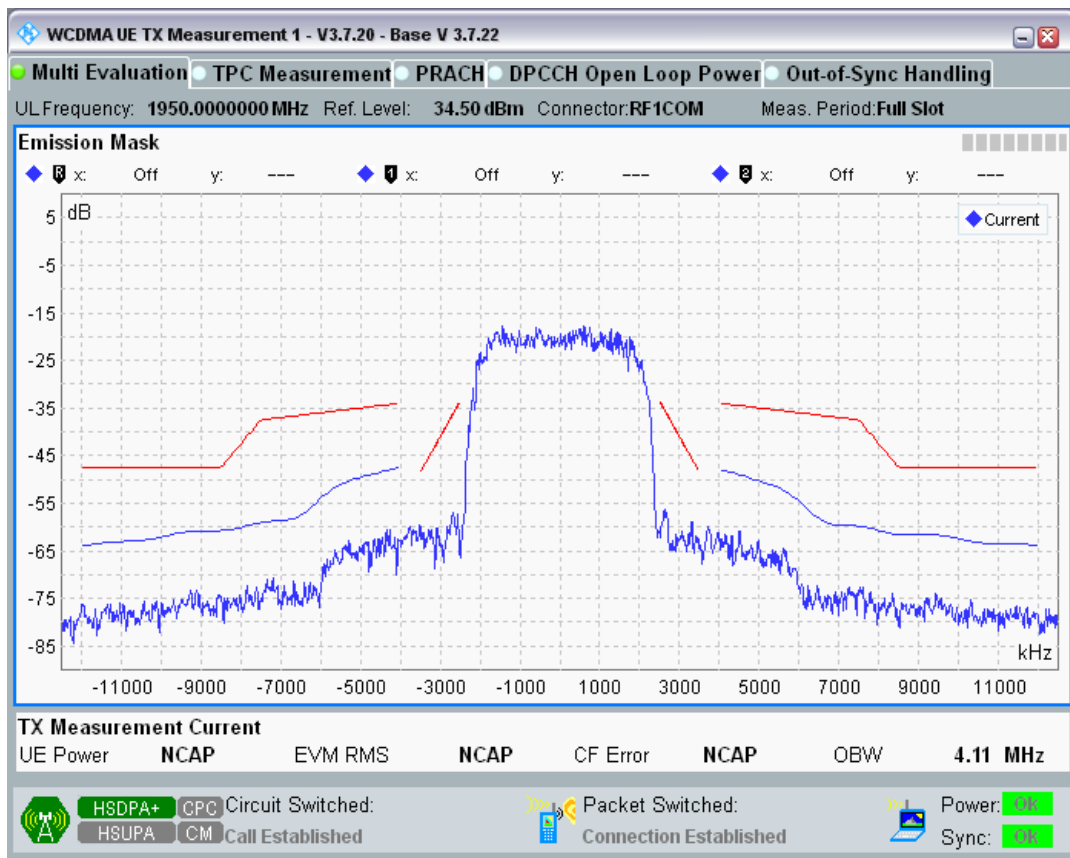 WCDMA UE TX Measurement 1 - V3.7.20 - Base V 3.7.22
Multi Evaluation TPC Measurement PRACH DPCCH Open Loop Power Out-of-Sync Handling
UL Frequency: 1950.0000000 MHz Ref. Level: 34.50 dBm Connector:RF1COM Meas. Period:Full Slot
Emission Mask
R x: Off y: --- 1 x: Off y: --- 2 x: Off y: ---
dB
Current
5
-5
-15
-25
-35
-45
-55
-65
-75
-85
kHz
-11000 -9000 -7000 -5000 -3000 -1000 1000 3000 5000 7000 9000 11000
TX Measurement Current
UE Power NCAP EVM RMS NCAP CF Error NCAP OBW 4.11 MHz
HSDPA+ CPC Circuit Switched: Packet Switched: Power: Ok
HSUPA CM Call Established Connection Established Sync: Ok